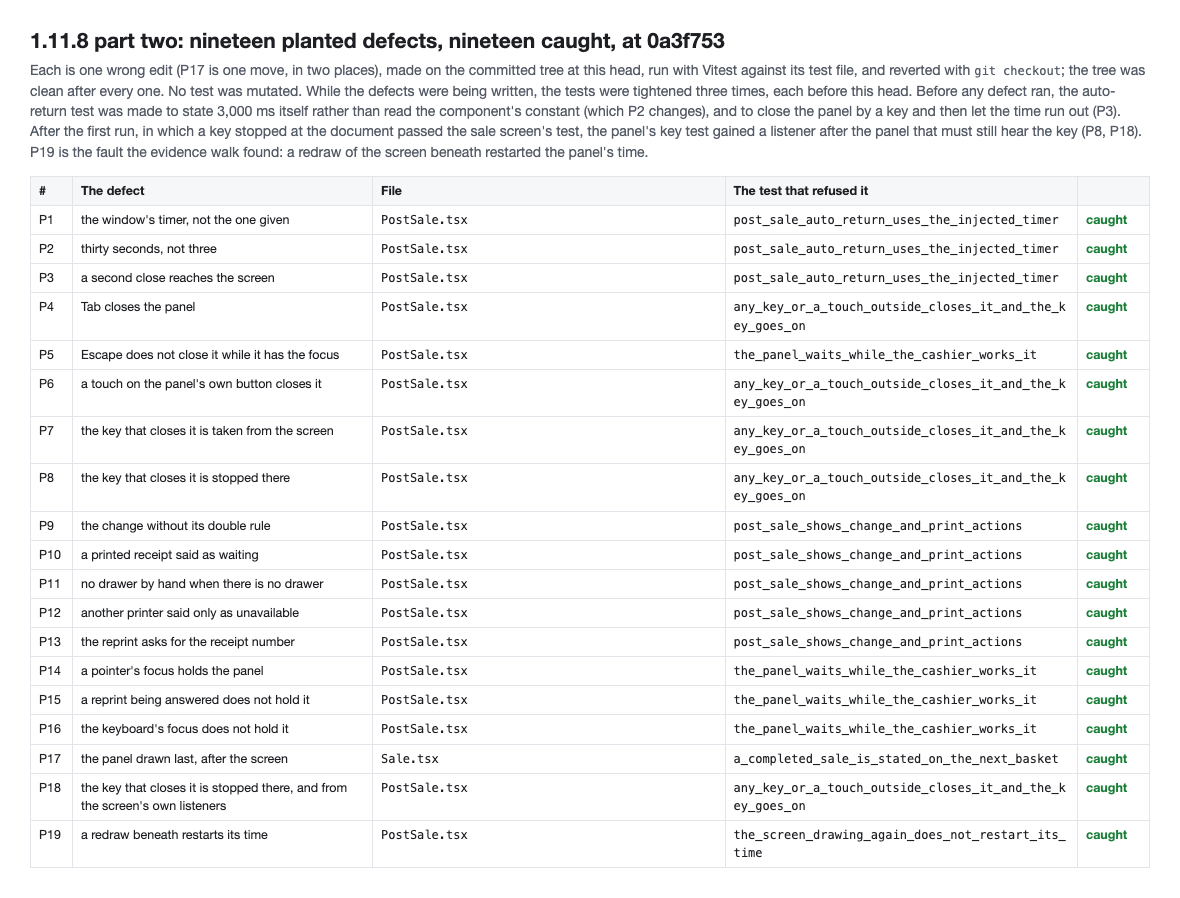 1.11.8 part two: nineteen planted defects, nineteen caught, at 0a3f753
Each is one wrong edit (P17 is one move, in two places), made on the committed tree at this head, run with Vitest against its test file, and reverted with git checkout; the tree was
clean after every one. No test was mutated. While the defects were being written, the tests were tightened three times, each before this head. Before any defect ran, the auto-
return test was made to state 3,000 ms itself rather than read the component's constant (which P2 changes), and to close the panel by a key and then let the time run out (P3).
After the first run, in which a key stopped at the document passed the sale screen's test, the panel's key test gained a listener after the panel that must still hear the key (P8, P18).
P19 is the fault the evidence walk found: a redraw of the screen beneath restarted the panel's time.
# The defect File The test that refused it
P1 the window's timer, not the one given PostSale.tsx post_sale_auto_return_uses_the_injected_timer caught
P2 thirty seconds, not three PostSale.tsx post_sale_auto_return_uses_the_injected_timer caught
P3 a second close reaches the screen PostSale.tsx post_sale_auto_return_uses_the_injected_timer caught
P4 Tab closes the panel PostSale.tsx any_key_or_a_touch_outside_closes_it_and_the_k caught
ey_goes_on
P5 Escape does not close it while it has the focus PostSale.tsx the_panel_waits_while_the_cashier_works_it caught
P6 a touch on the panel's own button closes it PostSale.tsx any_key_or_a_touch_outside_closes_it_and_the_k caught
ey_goes_on
P7 the key that closes it is taken from the screen PostSale.tsx any_key_or_a_touch_outside_closes_it_and_the_k caught
ey_goes_on
P8 the key that closes it is stopped there PostSale.tsx any_key_or_a_touch_outside_closes_it_and_the_k caught
ey_goes_on
P9 the change without its double rule PostSale.tsx post_sale_shows_change_and_print_actions caught
P10 a printed receipt said as waiting PostSale.tsx post_sale_shows_change_and_print_actions caught
P11 no drawer by hand when there is no drawer PostSale.tsx post_sale_shows_change_and_print_actions caught
P12 another printer said only as unavailable PostSale.tsx post_sale_shows_change_and_print_actions caught
P13 the reprint asks for the receipt number PostSale.tsx post_sale_shows_change_and_print_actions caught
P14 a pointer's focus holds the panel PostSale.tsx the_panel_waits_while_the_cashier_works_it caught
P15 a reprint being answered does not hold it PostSale.tsx the_panel_waits_while_the_cashier_works_it caught
P16 the keyboard's focus does not hold it PostSale.tsx the_panel_waits_while_the_cashier_works_it caught
P17 the panel drawn last, after the screen Sale.tsx a_completed_sale_is_stated_on_the_next_basket caught
P18 the key that closes it is stopped there, and from PostSale.tsx any_key_or_a_touch_outside_closes_it_and_the_k caught
the screen's own listeners ey_goes_on
P19 a redraw beneath restarts its time PostSale.tsx the_screen_drawing_again_does_not_restart_its_ caught
time